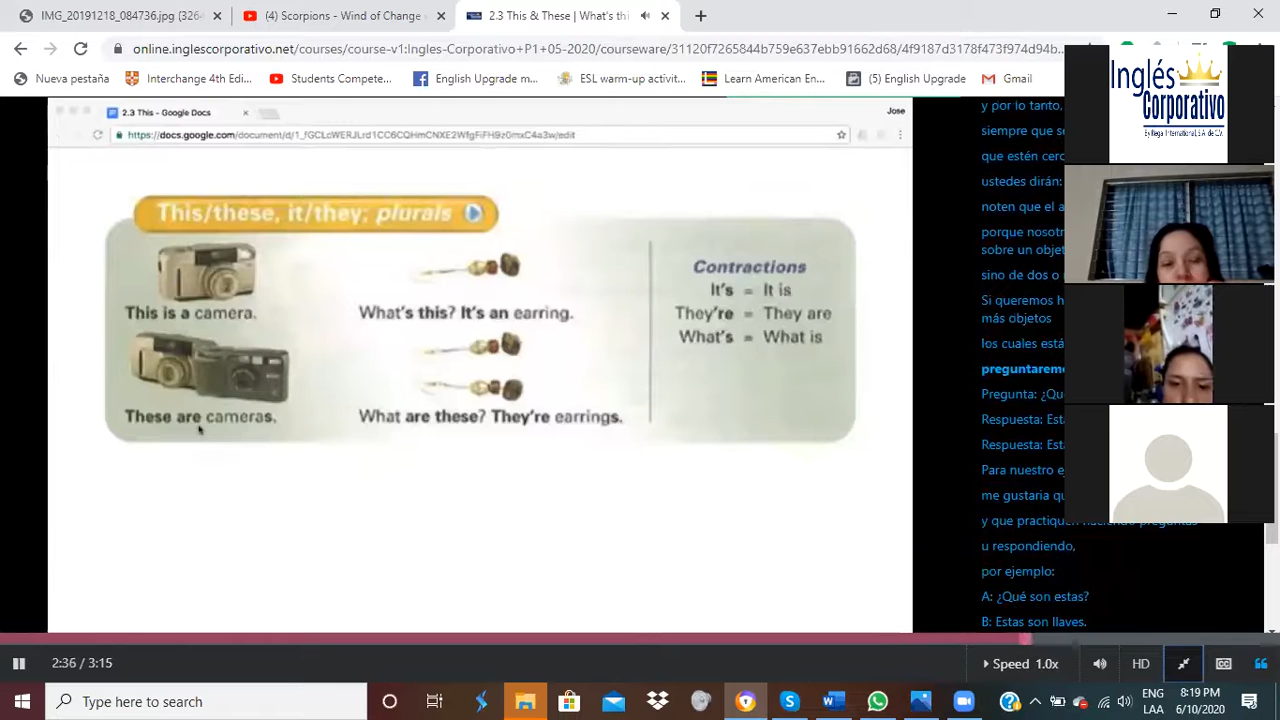 IMG_20191218_084736.jpg (326
(4) Scorpions - Wind of Change
2.3 This & These | What's thi
online.inglescorporativo.net/courses/course-v1:Ingles-Corporativo+P1+05-2020/courseware/
Nueva pestaña
Interchange 4th Edi...
Students Compete...
English Upgrade m...
ESL warm-up activit...
Learn American En...
(5) English Upgrade
Gmail
2.3 This - Google Docs
Jose
This/these, it/they; plurals
This is a camera.
What's this? It's an earring.
These are cameras.
What are these? They're earrings.
Contractions
It's = It is
They're = They are
What's = What is
y por lo tanto,
siempre que se
que estén cerc
ustedes dirán:
noten que el a
porque nosotr
sobre un objet
sino de dos o
Si queremos h
más objetos
los cuales está
preguntarem
Pregunta: ¿Qu
Respuesta: Est
Respuesta: Est
Para nuestro ej
me gustaria qu
y que practiquen haciendo preguntas
u respondiendo,
por ejemplo:
A: ¿Qué son estas?
B: Estas son llaves.
Inglés
Corporativo
2:36 / 3:15
Speed 1.0x
HD
Type here to search
ENG
LAA
8:19 PM
6/10/2020